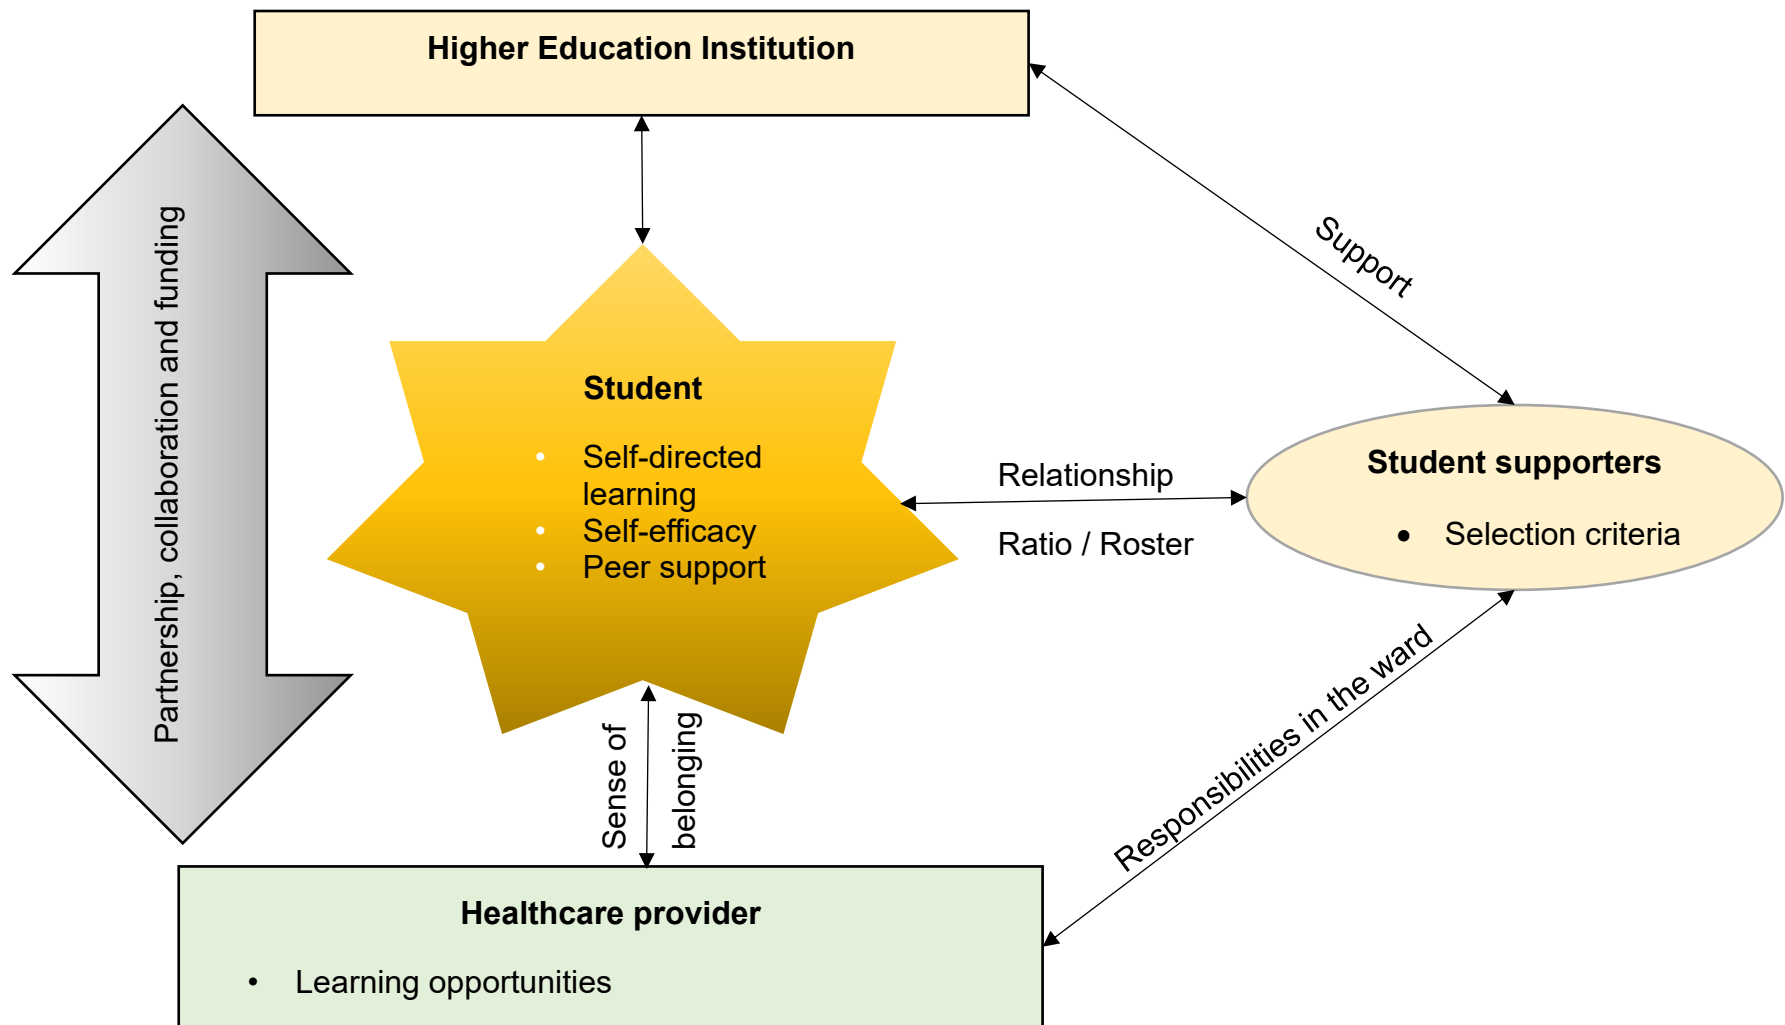 Higher Education Institution
Partnership, collaboration and funding
Support
Student
• Self-directed
learning
• Self-efficacy
• Peer support
Relationship
Ratio / Roster
Student supporters
• Selection criteria
Sense of
belonging
Responsibilities in the ward
Healthcare provider
• Learning opportunities